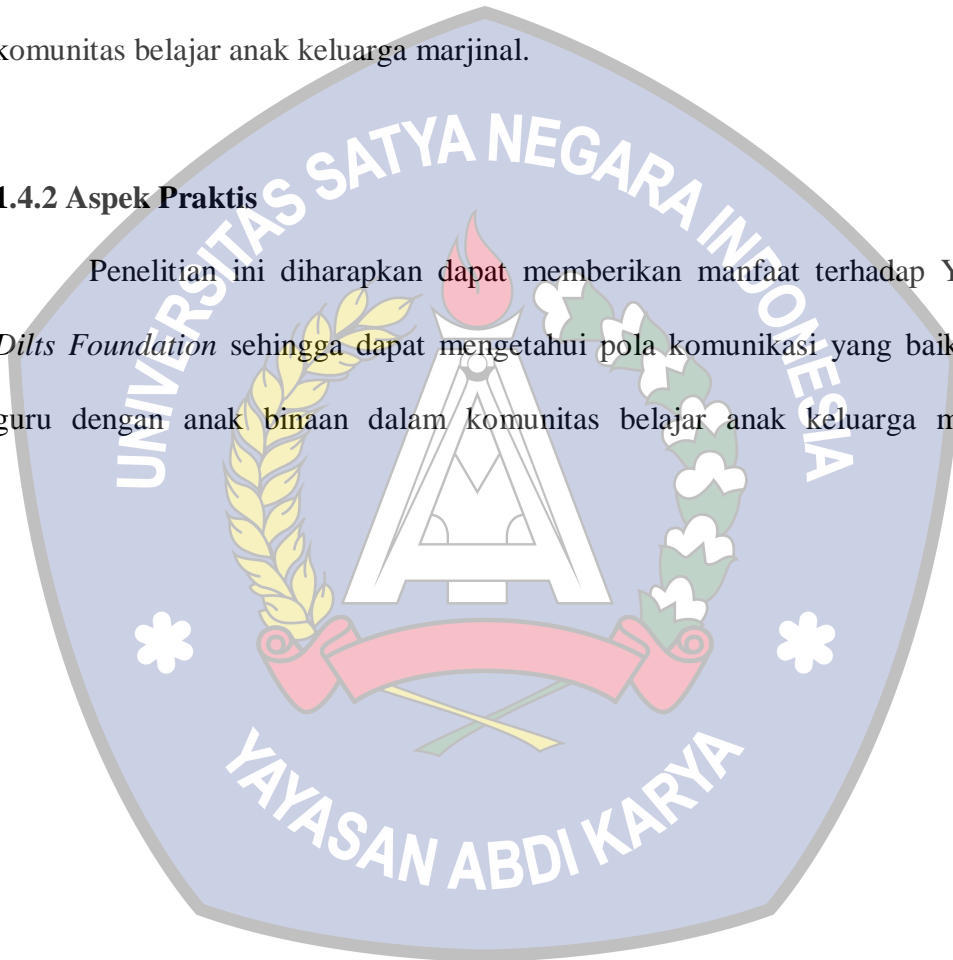 komunitas belajar anak keluarga marjinal.
UNIVERSITAS SATYA NEGARA INDONESIA
1.4.2 Aspek Praktis
Penelitian ini diharapkan dapat memberikan manfaat terhadap Y
Dilts Foundation sehingga dapat mengetahui pola komunikasi yang baik
guru dengan anak binaan dalam komunitas belajar anak keluarga m
YAYASAN ABDI KARYA